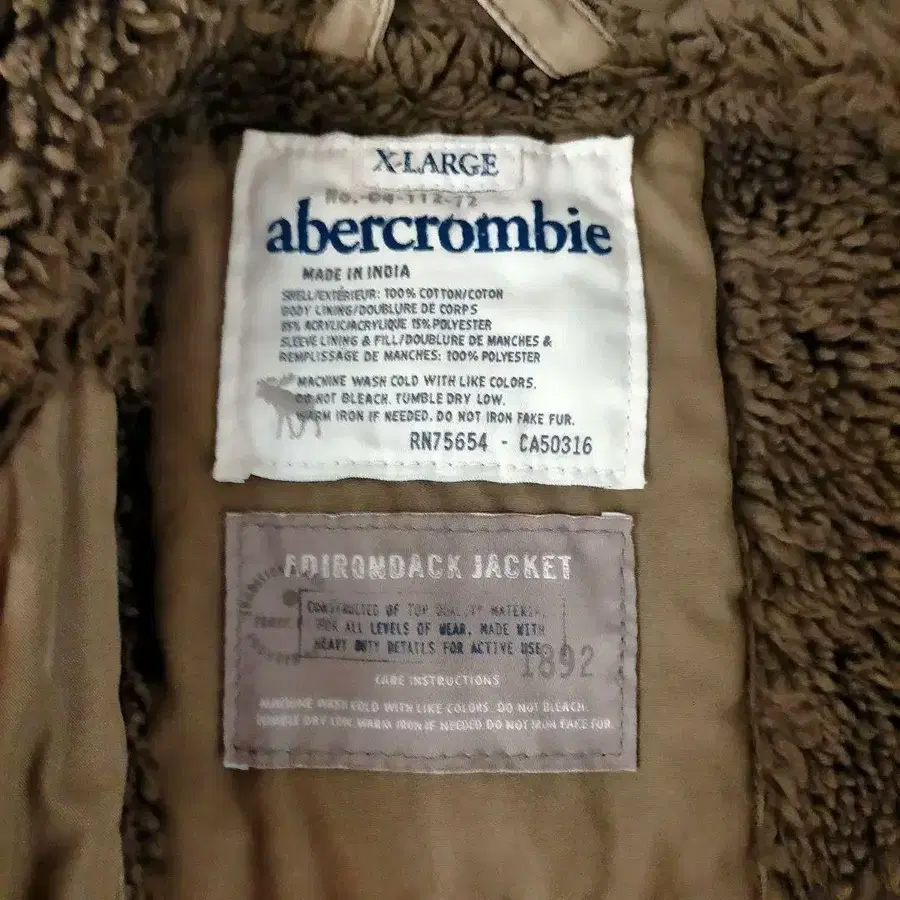 X-LARGE
No.-04-112-72
abercrombie
MADE IN INDIA
SHELL/EXTÉRIEUR: 100% COTTON/COTON
BODY LINING/DOUBLURE DE CORPS
85% ACRYLIC/ACRYLIQUE 15% POLYESTER
SLEEVE LINING & FILL/DOUBLURE DE MANCHES &
REMPLISSAGE DE MANCHES: 100% POLYESTER
MACHINE WASH COLD WITH LIKE COLORS.
DO NOT BLEACH. TUMBLE DRY LOW.
WARM IRON IF NEEDED. DO NOT IRON FAKE FUR.
RN75654 - CA50316
ADIRONDACK JACKET
CONSTRUCTED OF TOP QUALITY MATERIAL
FOR ALL LEVELS OF WEAR. MADE WITH
HEAVY DUTY DETAILS FOR ACTIVE USE.
1892
CARE INSTRUCTIONS
MACHINE WASH COLD WITH LIKE COLORS. DO NOT BLEACH.
TUMBLE DRY LOW. WARM IRON IF NEEDED. DO NOT IRON FAKE FUR.